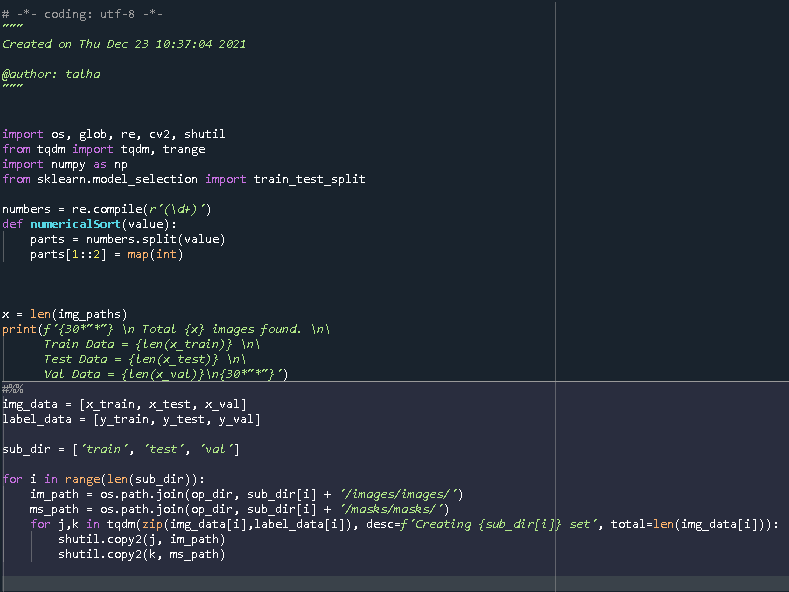 # -*- coding: utf-8 -*-
"""
Created on Thu Dec 23 10:37:04 2021
@author: talha
"""
import os, glob, re, cv2, shutil
from tqdm import tqdm, trange
import numpy as np
from sklearn.model_selection import train_test_split
numbers = re.compile(r'(\d+)')
def numericalSort(value):
    parts = numbers.split(value)
    parts[1::2] = map(int)
x = len(img_paths)
print(f'{30*"*"} \n Total {x} images found. \n\
      Train Data = {len(x_train)} \n\
      Test Data = {len(x_test)} \n\
      Val Data = {len(x_val)}\n{30*"*"}')
#%%
img_data = [x_train, x_test, x_val]
label_data = [y_train, y_test, y_val]
sub_dir = ['train', 'test', 'val']
for i in range(len(sub_dir)):
    im_path = os.path.join(op_dir, sub_dir[i] + '/images/images/')
    ms_path = os.path.join(op_dir, sub_dir[i] + '/masks/masks/')
    for j,k in tqdm(zip(img_data[i],label_data[i]), desc=f'Creating {sub_dir[i]} set', total=len(img_data[i])):
        shutil.copy2(j, im_path)
        shutil.copy2(k, ms_path)